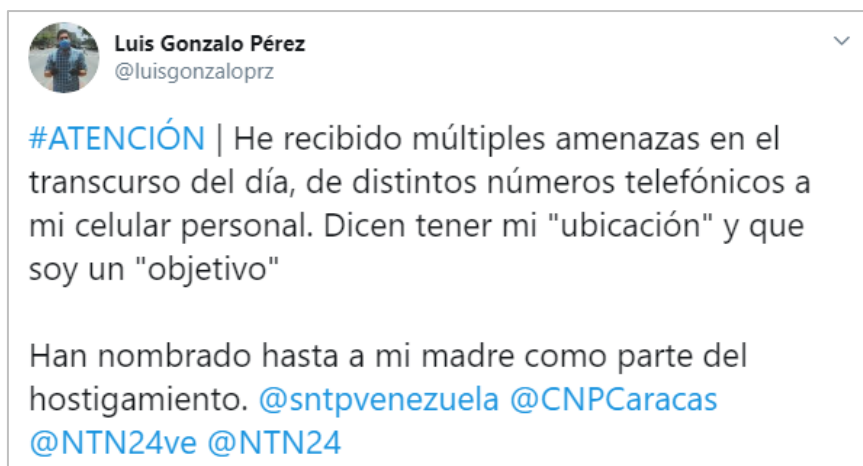 Luis Gonzalo Pérez
@luisgonzaloprz
#ATENCIÓN | He recibido múltiples amenazas en el
transcurso del día, de distintos números telefónicos a
mi celular personal. Dicen tener mi "ubicación" y que
soy un "objetivo"
Han nombrado hasta a mi madre como parte del
hostigamiento. @sntpvenezuela @CNPCaracas
@NTN24ve @NTN24